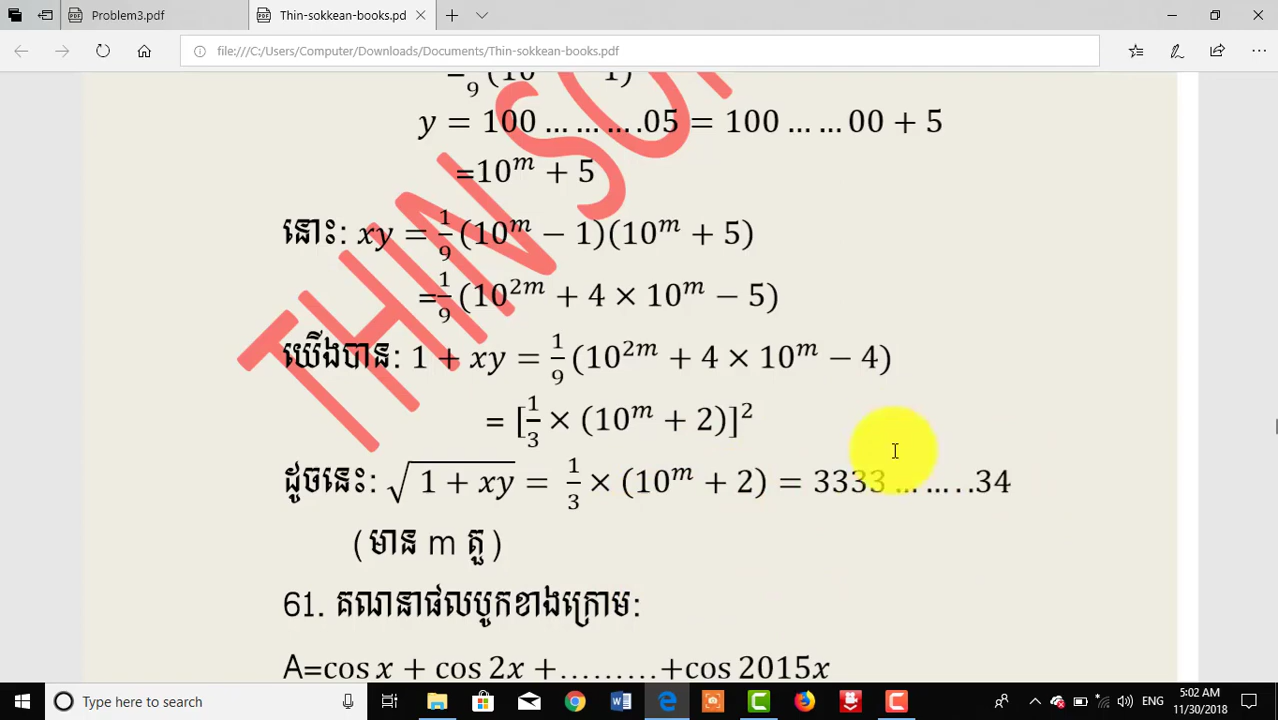 Problem3.pdf
Thin-sokkean-books.pd
file:///C:/Users/Computer/Downloads/Documents/Thin-sokkean-books.pdf
y = 100 … … … .05 = 100 … … 00 + 5
=10^m + 5
នោះ: xy = 1/9 (10^m − 1)(10^m + 5)
=1/9 (10^2m + 4 × 10^m − 5)
យើងបាន: 1 + xy = 1/9 (10^2m + 4 × 10^m − 4)
= [1/3 × (10^m + 2)]^2
ដូចនេះ: √1 + xy = 1/3 × (10^m + 2) = 3333 … … . .34
(មាន m តួ)
61. គណនាផលបូកខាងក្រោម:
A=cos x + cos 2x +………+cos 2015x
THIN SO
Type here to search
ENG
5:02 AM
11/30/2018